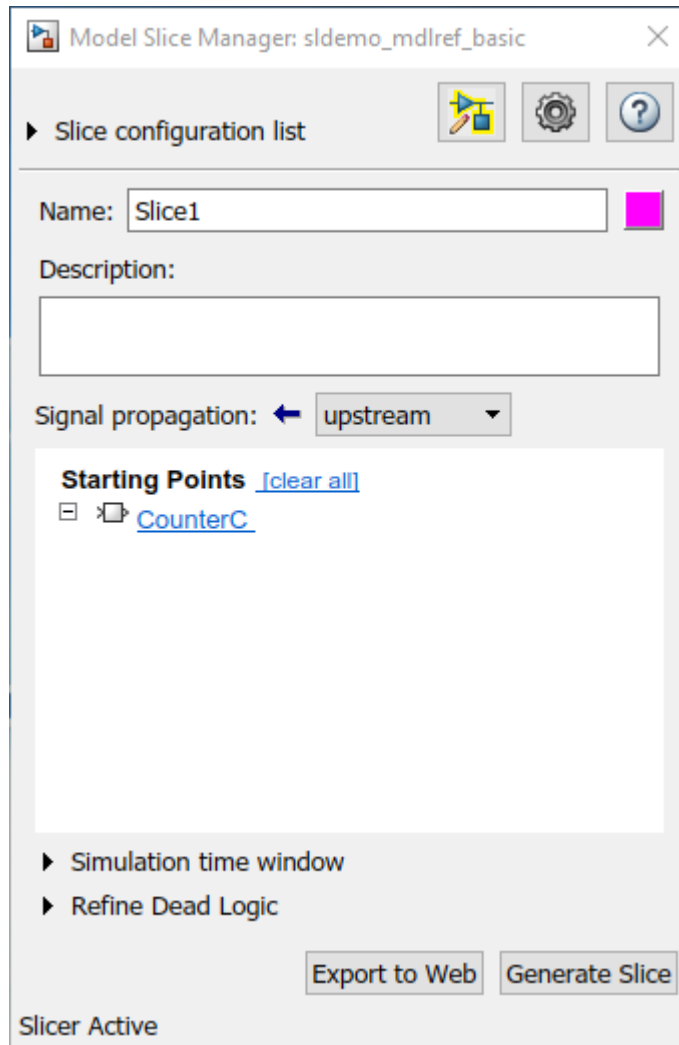 Model Slice Manager: sldemo_mdlref_basic
Slice configuration list
Name: Slice1
Description:
Signal propagation: upstream
Starting Points [clear all]
CounterC
Simulation time window
Refine Dead Logic
Export to Web Generate Slice
Slicer Active